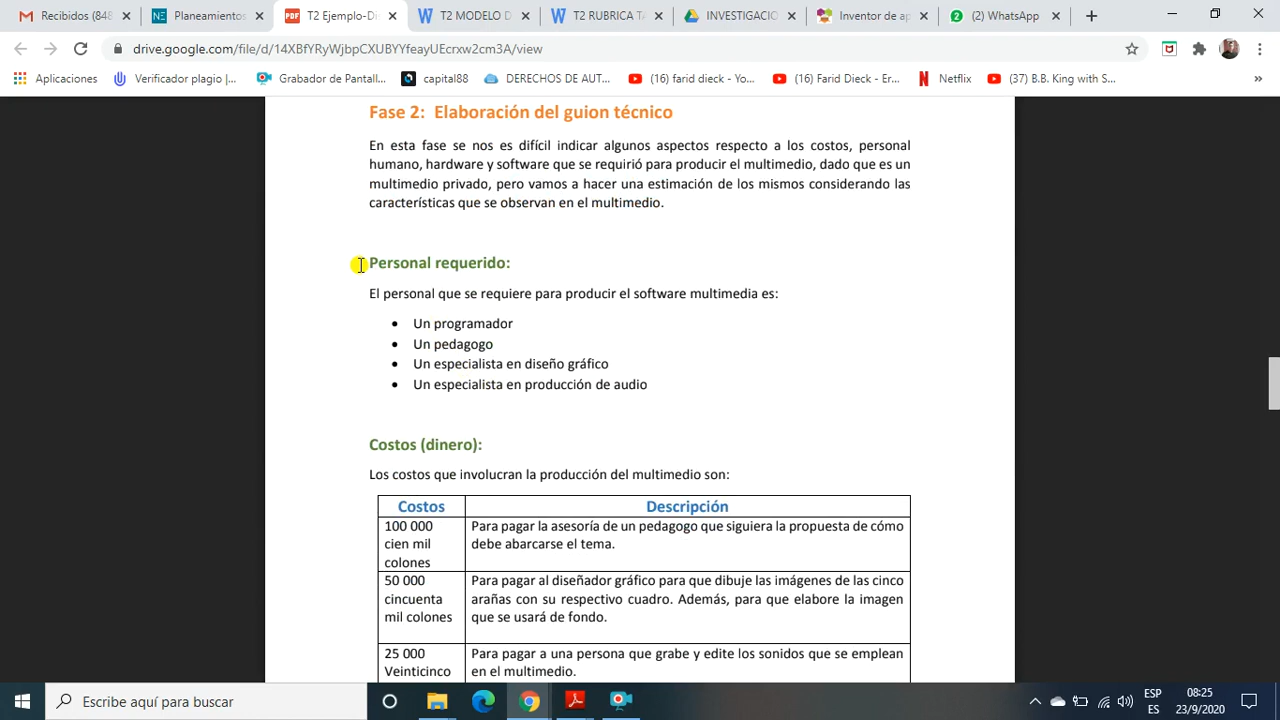 Recibidos (848
Planeamientos
T2 Ejemplo-Di
T2 MODELO D
T2 RUBRICA TA
INVESTIGACIO
Inventor de ap
(2) WhatsApp
drive.google.com/file/d/14XBfYRyWjbpCXUBYYfeayUEcrxw2cm3A/view
Aplicaciones
Verificador plagio |...
Grabador de Pantall...
capital88
DERECHOS DE AUT...
(16) farid dieck - Yo...
(16) Farid Dieck - Er...
Netflix
(37) B.B. King with S...
»
Fase 2: Elaboración del guion técnico
En esta fase se nos es difícil indicar algunos aspectos respecto a los costos, personal
humano, hardware y software que se requirió para producir el multimedio, dado que es un
multimedio privado, pero vamos a hacer una estimación de los mismos considerando las
características que se observan en el multimedio.
Personal requerido:
El personal que se requiere para producir el software multimedia es:
• Un programador
• Un pedagogo
• Un especialista en diseño gráfico
• Un especialista en producción de audio
Costos (dinero):
Los costos que involucran la producción del multimedio son:
Costos Descripción
100 000 Para pagar la asesoría de un pedagogo que siguiera la propuesta de cómo
cien mil debe abarcarse el tema.
colones
50 000 Para pagar al diseñador gráfico para que dibuje las imágenes de las cinco
cincuenta arañas con su respectivo cuadro. Además, para que elabore la imagen
mil colones que se usará de fondo.
25 000 Para pagar a una persona que grabe y edite los sonidos que se emplean
Veinticinco en el multimedio.
Escribe aquí para buscar
ESP
ES
08:25
23/9/2020